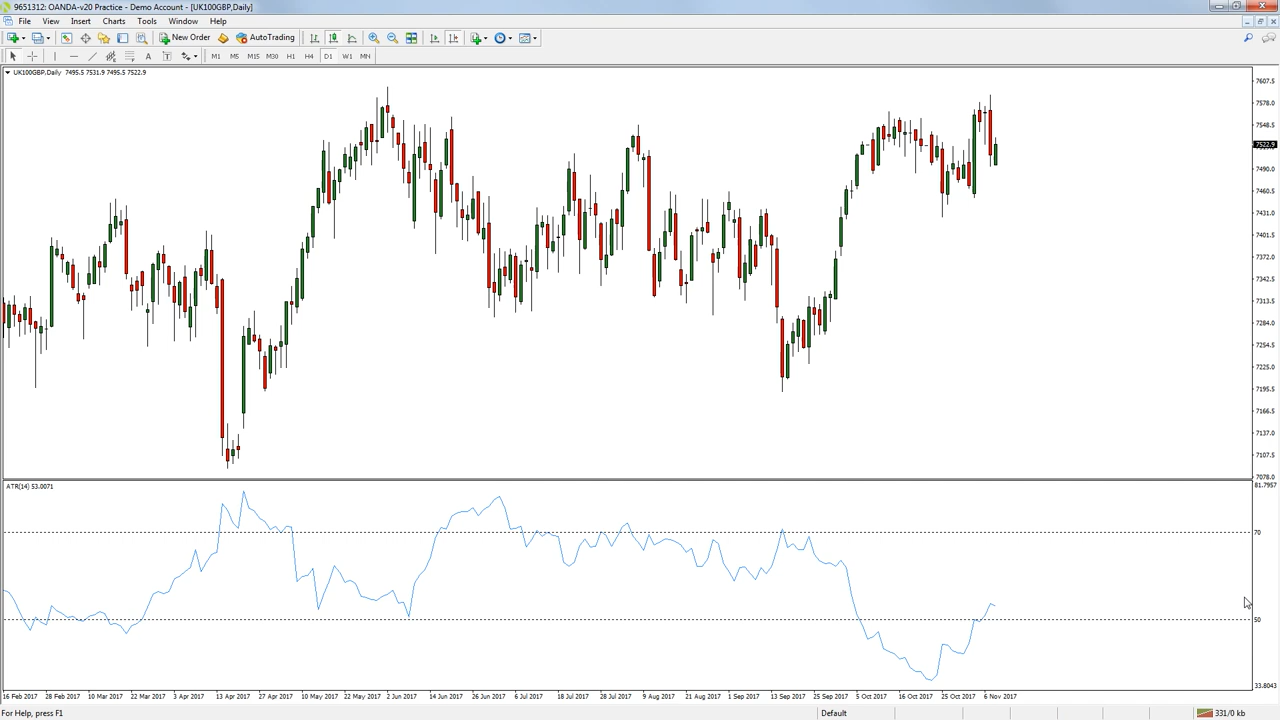 9651312: OANDA-v20 Practice - Demo Account - [UK100GBP,Daily]
File View Insert Charts Tools Window Help
New Order AutoTrading
M1 M5 M15 M30 H1 H4 D1 W1 MN
UK100GBP,Daily 7495.5 7531.9 7495.5 7522.9
7607.5
7578.0
7548.5
7522.9
7490.0
7460.5
7431.0
7401.5
7372.0
7342.5
7313.5
7284.0
7254.5
7225.0
7195.5
7166.5
7137.0
7107.5
7078.0
ATR(14) 53.0071
81.7957
70
50
33.8043
16 Feb 2017 28 Feb 2017 10 Mar 2017 22 Mar 2017 3 Apr 2017 13 Apr 2017 27 Apr 2017 10 May 2017 22 May 2017 2 Jun 2017 14 Jun 2017 26 Jun 2017 6 Jul 2017 18 Jul 2017 28 Jul 2017 9 Aug 2017 21 Aug 2017 1 Sep 2017 13 Sep 2017 25 Sep 2017 5 Oct 2017 16 Oct 2017 25 Oct 2017 6 Nov 2017
For Help, press F1 Default 331/0 kb